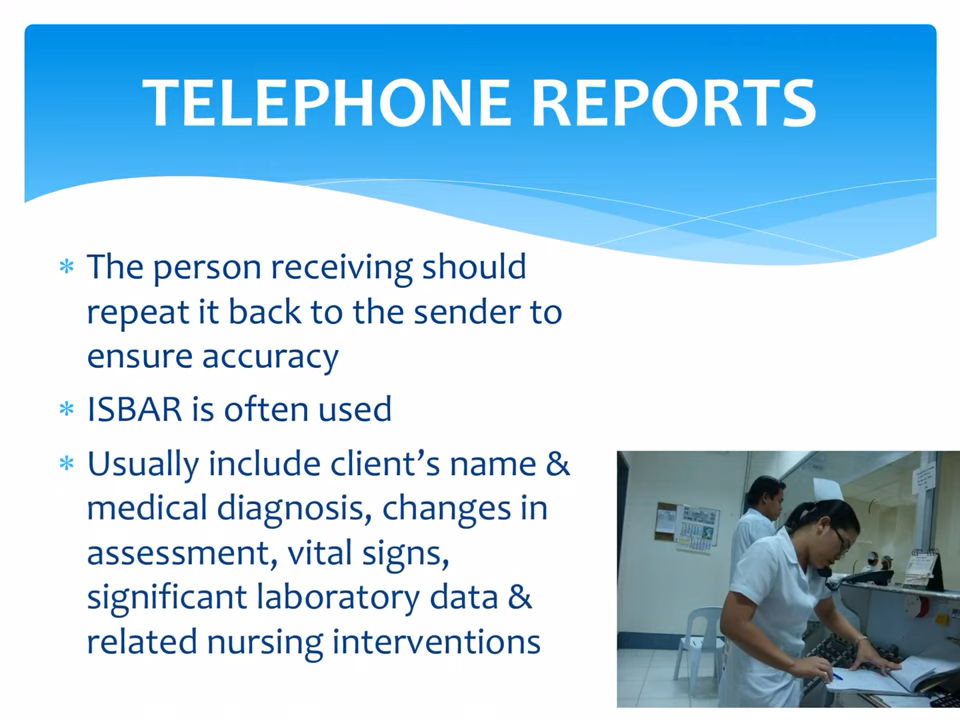 TELEPHONE REPORTS
* The person receiving should
repeat it back to the sender to
ensure accuracy
* ISBAR is often used
* Usually include client’s name &
medical diagnosis, changes in
assessment, vital signs,
significant laboratory data &
related nursing interventions